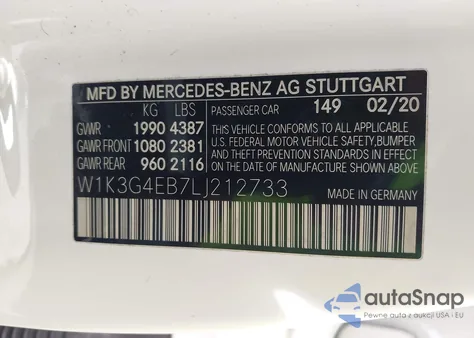 MFD BY MERCEDES-BENZ AG STUTTGART
KG LBS PASSENGER CAR 149 02/20
GVWR 1990 4387
GAWR FRONT 1080 2381
GAWR REAR 960 2116
THIS VEHICLE CONFORMS TO ALL APPLICABLE
U.S. FEDERAL MOTOR VEHICLE SAFETY, BUMPER
AND THEFT PREVENTION STANDARDS IN EFFECT
ON THE DATE OF MANUFACTURE SHOWN ABOVE.
W1K3G4EB7LJ212733
MADE IN GERMANY
autoSnap
Pewne auta z USA i EU